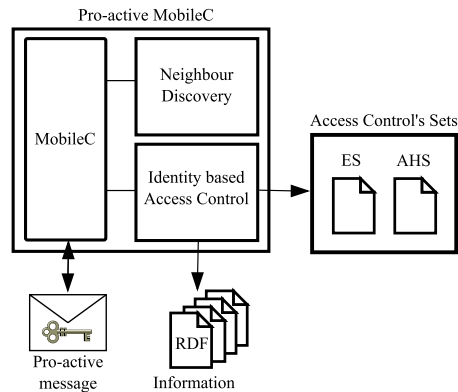 Pro-active MobileC
Neighbour
Discovery
MobileC
Identity based
Access Control
Access Control's Sets
ES
AHS
RDF
Pro-active
message
Information